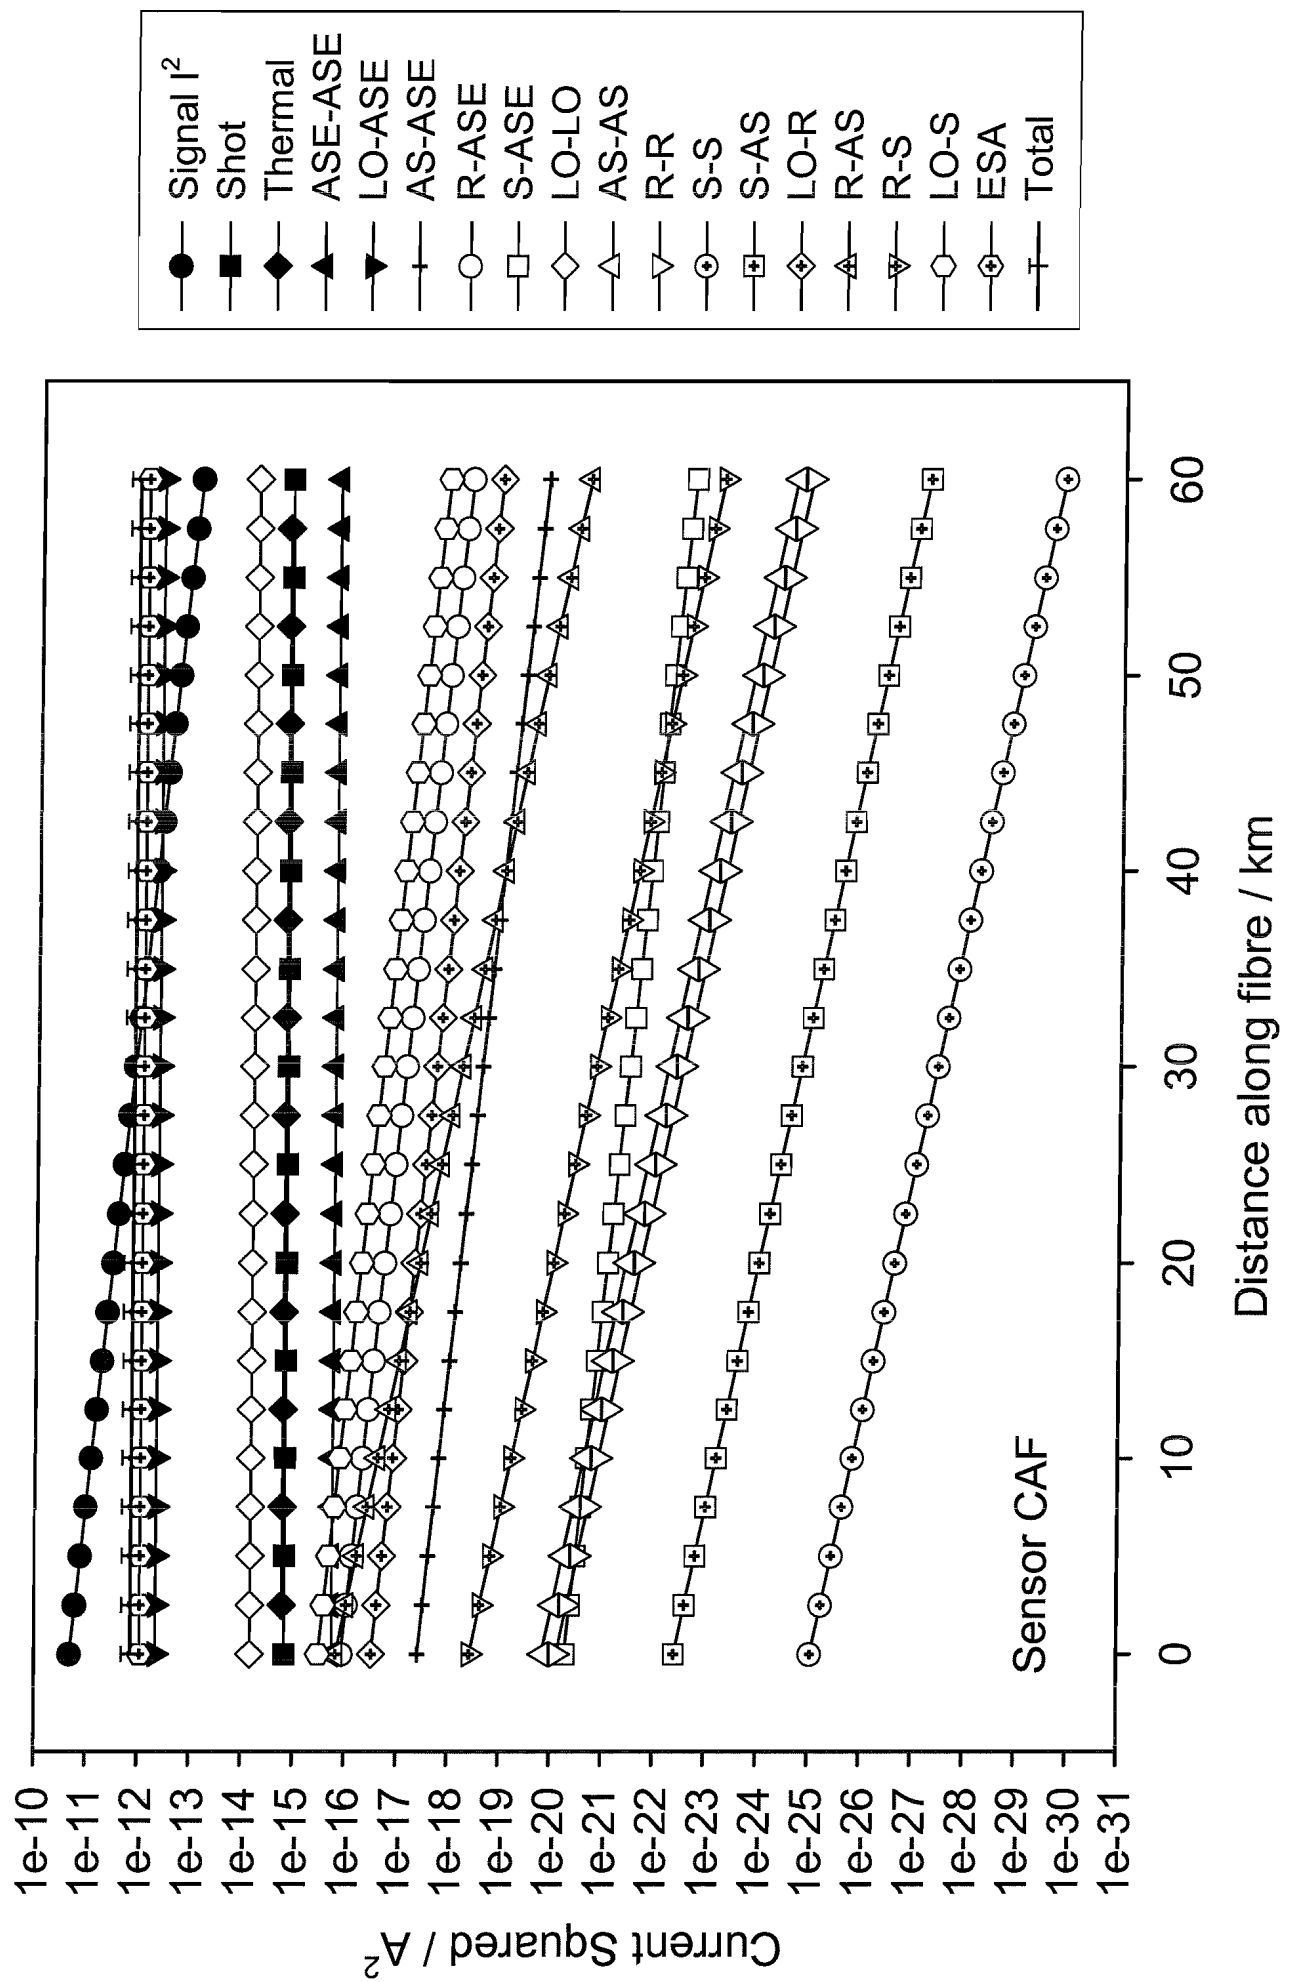 Current Squared / A²
1e-10
1e-11
1e-12
1e-13
1e-14
1e-15
1e-16
1e-17
1e-18
1e-19
1e-20
1e-21
1e-22
1e-23
1e-24
1e-25
1e-26
1e-27
1e-28
1e-29
1e-30
1e-31
Sensor CAF
0
10
20
30
40
50
60
Distance along fibre / km
Signal I²
Shot
Thermal
ASE-ASE
LO-ASE
AS-ASE
R-ASE
S-ASE
LO-LO
AS-AS
R-R
S-S
S-AS
LO-R
R-AS
R-S
LO-S
ESA
Total